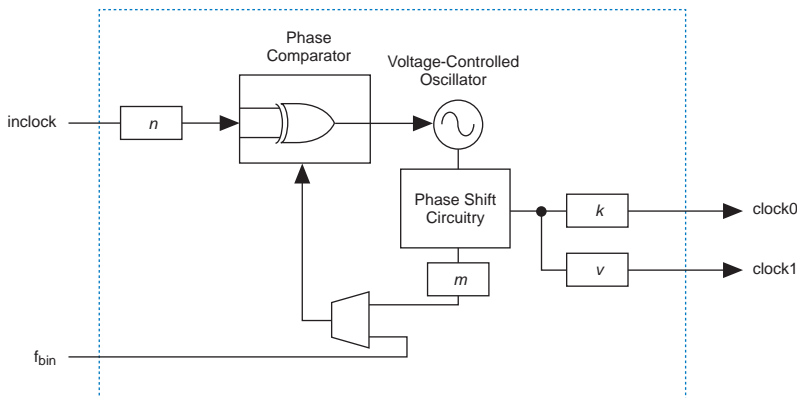 Phase
Comparator
Voltage-Controlled
Oscillator
inclock
n
Phase Shift
Circuitry
k
clock0
v
clock1
m
fbin